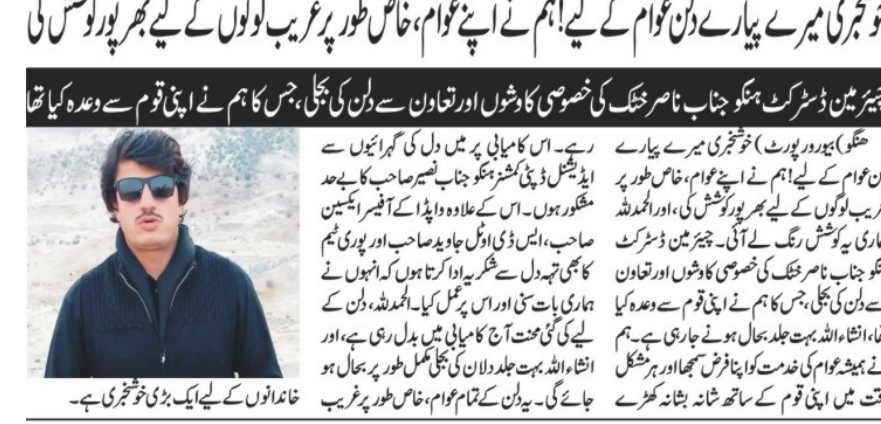 خوشخبری میرے پیارے دلن عوام کے لیے! ہم نے اپنے عوام، خاص طور پر غریب لوگوں کے لیے بھرپور کوشش کی
چیئرمین ڈسٹرکٹ ہنگو جناب ناصر خٹک کی خصوصی کاوشوں اور تعاون سے دلن کی بجلی، جس کا ہم نے اپنی قوم سے وعدہ کیا تھا
ھنگو (بیورو رپورٹ) خوشخبری میرے پیارے
دلن عوام کے لیے! ہم نے اپنے عوام، خاص طور پر
غریب لوگوں کے لیے بھرپور کوشش کی، اور الحمدللہ
ہماری یہ کوشش رنگ لے آئی۔ چیئرمین ڈسٹرکٹ
ہنگو جناب ناصر خٹک کی خصوصی کاوشوں اور تعاون
سے دلن کی بجلی، جس کا ہم نے اپنی قوم سے وعدہ کیا
تھا، انشاءاللہ بہت جلد بحال ہونے جا رہی ہے۔ ہم
نے ہمیشہ عوام کی خدمت کو اپنا فرض سمجھا اور ہر مشکل
وقت میں اپنی قوم کے ساتھ شانہ بشانہ کھڑے
رہے۔ اس کامیابی پر میں دل کی گہرائیوں سے
ایڈیشنل ڈپٹی کمشنر ہنگو جناب نصیر صاحب کا بے حد
مشکور ہوں۔ اس کے علاوہ واپڈا کے آفیسر ایکسین
صاحب، ایس ڈی او ٹل جاوید صاحب اور پوری ٹیم
کا بھی تہہ دل سے شکریہ ادا کرتا ہوں کہ انہوں نے
ہماری بات سنی اور اس پر عمل کیا۔ الحمدللہ، دلن کے
لیے کی گئی محنت آج کامیابی میں بدل رہی ہے، اور
انشاءاللہ بہت جلد دلان کی بجلی مکمل طور پر بحال ہو
جائے گی۔ یہ دلن کے تمام عوام، خاص طور پر غریب
خاندانوں کے لیے ایک بڑی خوشخبری ہے۔